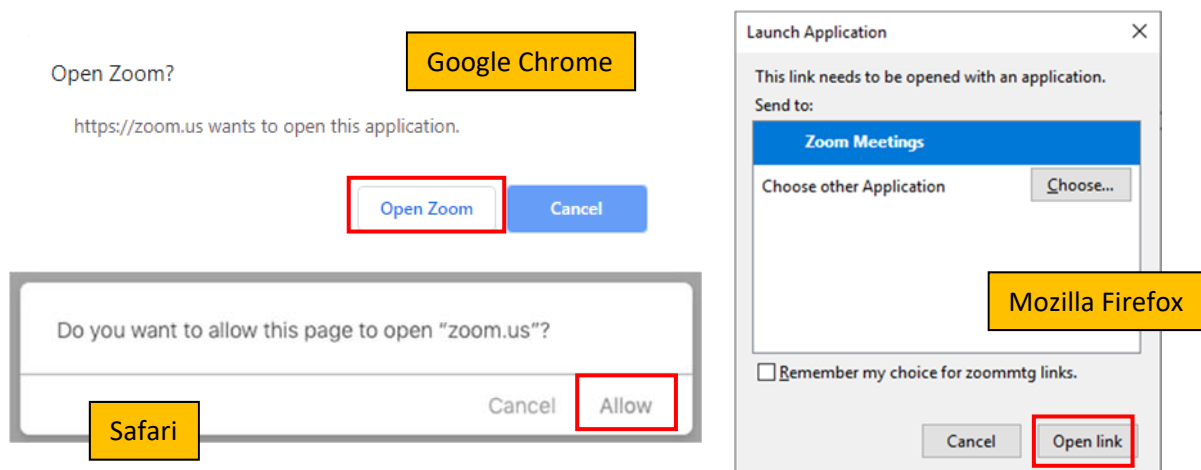 Google Chrome
Open Zoom?
https://zoom.us wants to open this application.
Open Zoom
Cancel
Do you want to allow this page to open “zoom.us”?
Cancel
Allow
Safari
Launch Application
This link needs to be opened with an application.
Send to:
Zoom Meetings
Choose other Application
Choose...
Mozilla Firefox
Remember my choice for zoommtg links.
Cancel
Open link